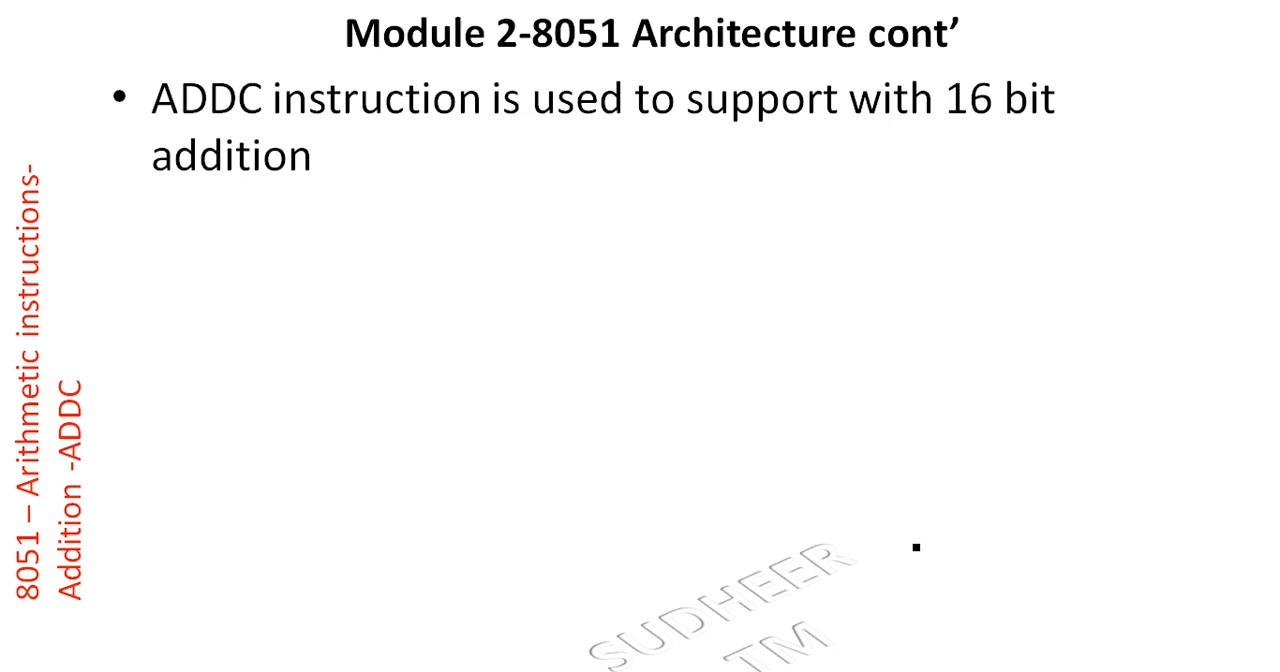 Module 2-8051 Architecture cont’
• ADDC instruction is used to support with 16 bit
addition
8051 – Arithmetic instructions-
Addition -ADDC
SUDHEER
TM